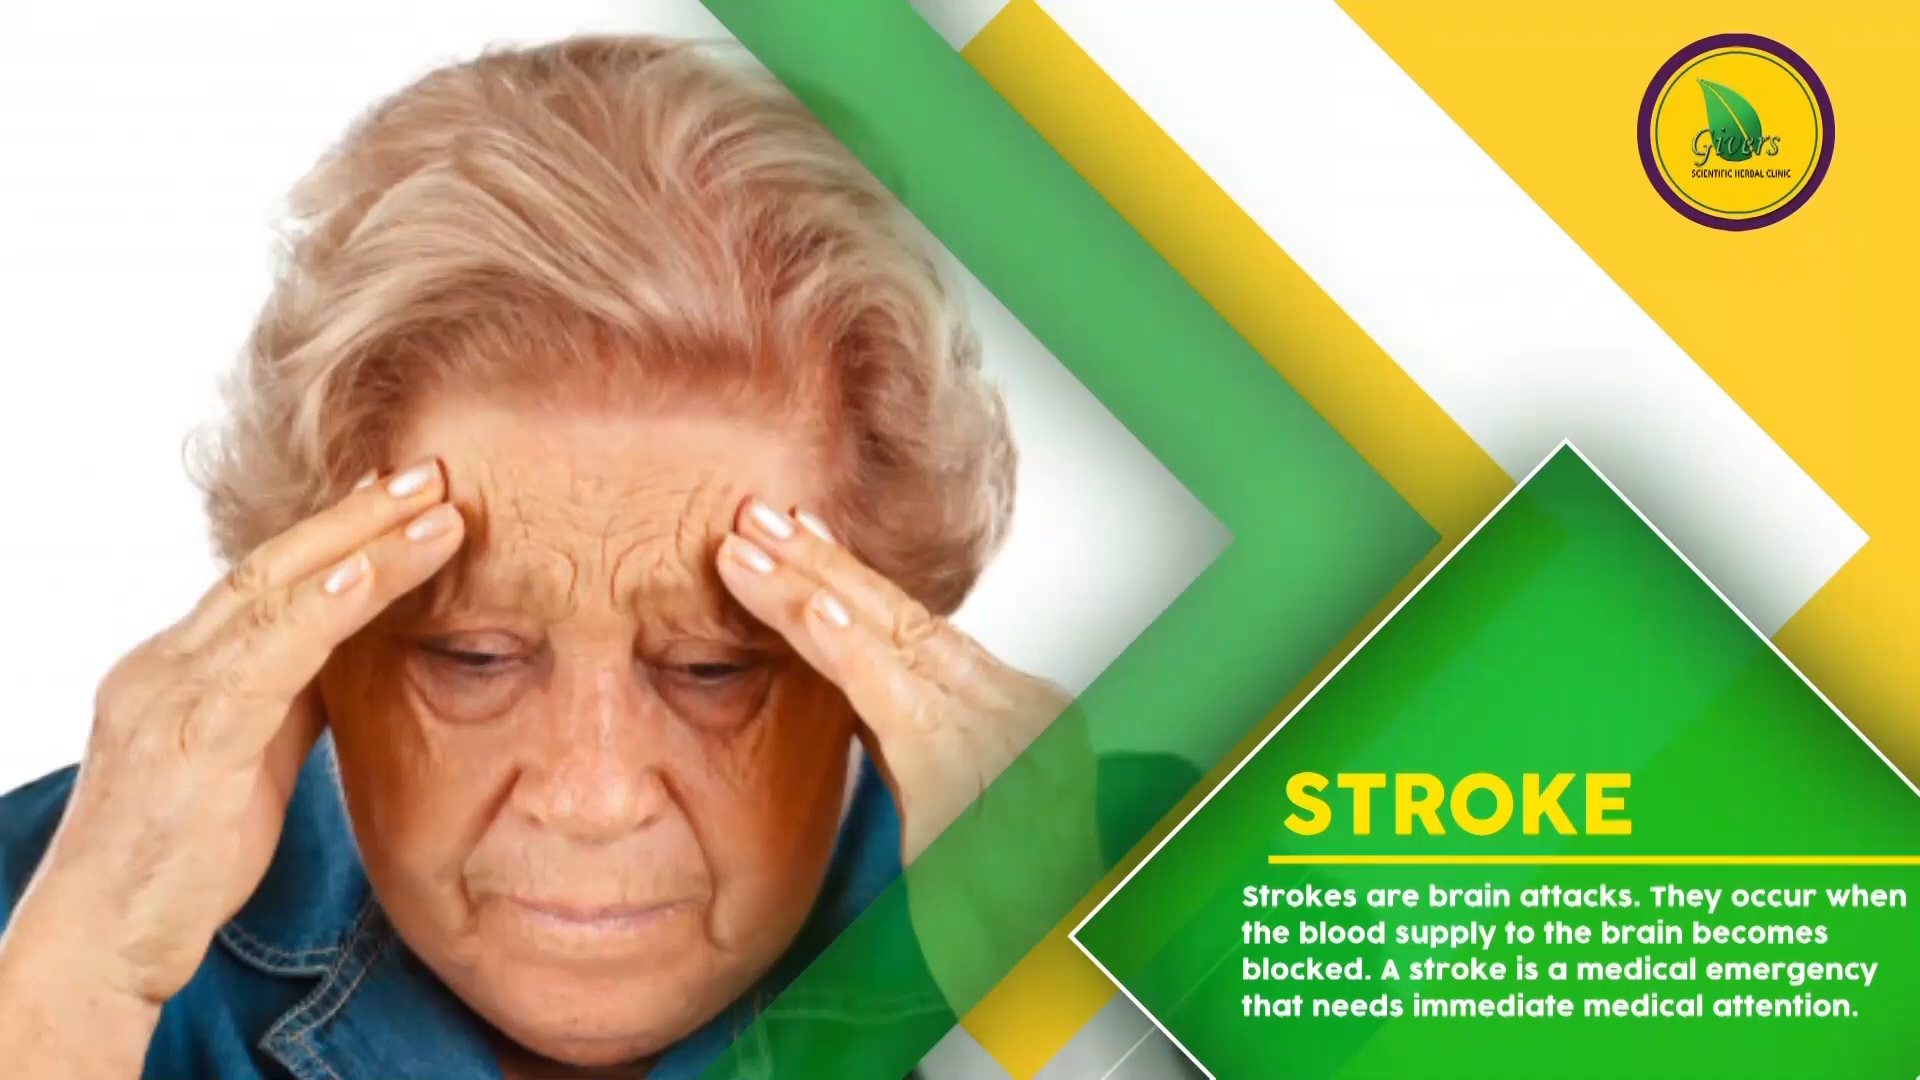 Givers
SCIENTIFIC HERBAL CLINIC
STROKE
Strokes are brain attacks. They occur when
the blood supply to the brain becomes
blocked. A stroke is a medical emergency
that needs immediate medical attention.